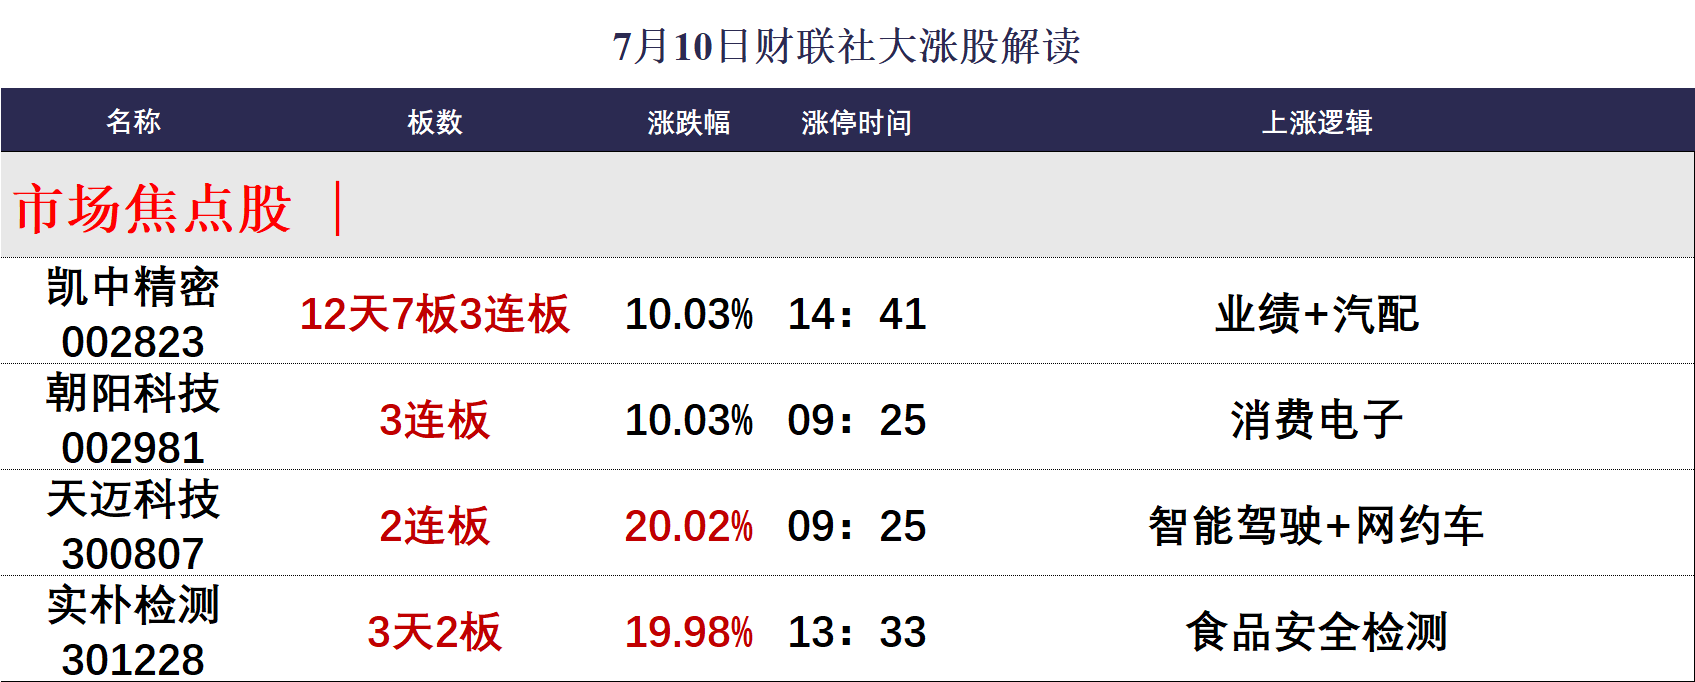 7月10日财联社大涨股解读
名称 板数 涨跌幅 涨停时间 上涨逻辑
市场焦点股 ｜
凯中精密
002823 12天7板3连板 10.03% 14：41 业绩+汽配
朝阳科技
002981 3连板 10.03% 09：25 消费电子
天迈科技
300807 2连板 20.02% 09：25 智能驾驶+网约车
实朴检测
301228 3天2板 19.98% 13：33 食品安全检测